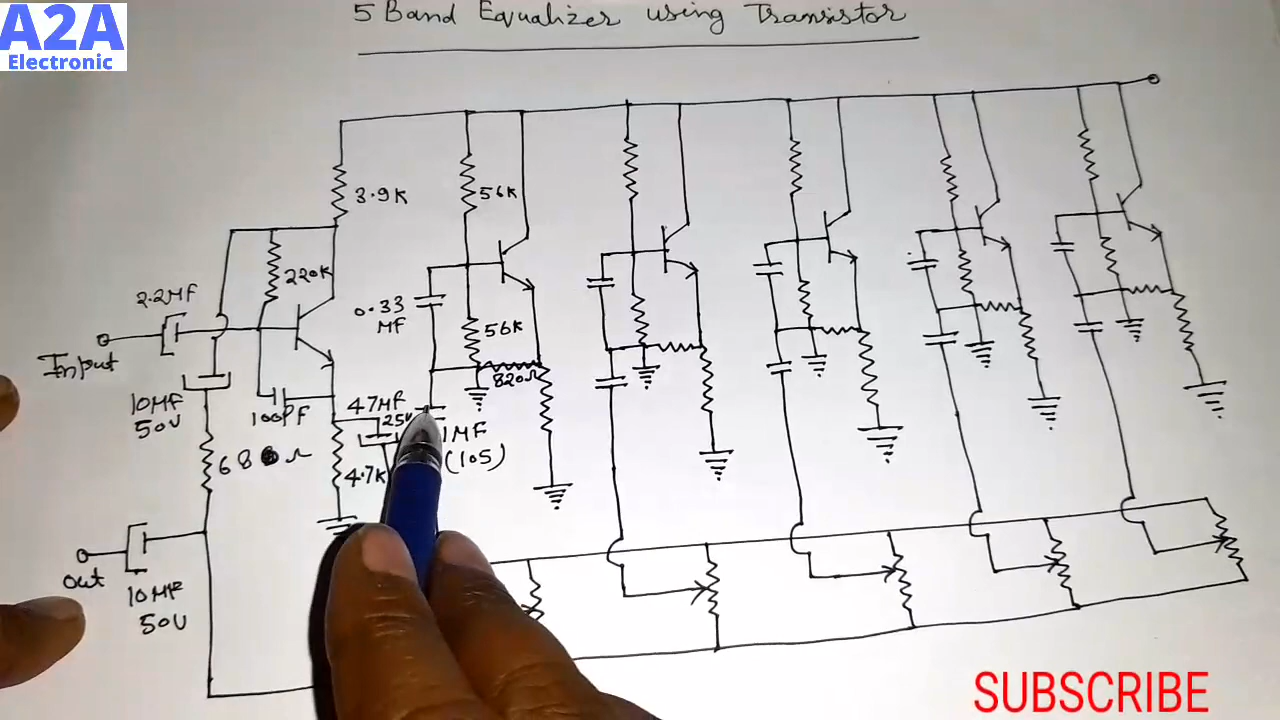 A2A
Electronic
5 Band Equalizer using Transistor
3.9K
56K
220K
2.2MF
0.33
MF
Input
56K
820Ω
10MF
50V
100PF
47MF
25V
1MF
(105)
68 Ω
4.7K
out
10MF
50V
SUBSCRIBE